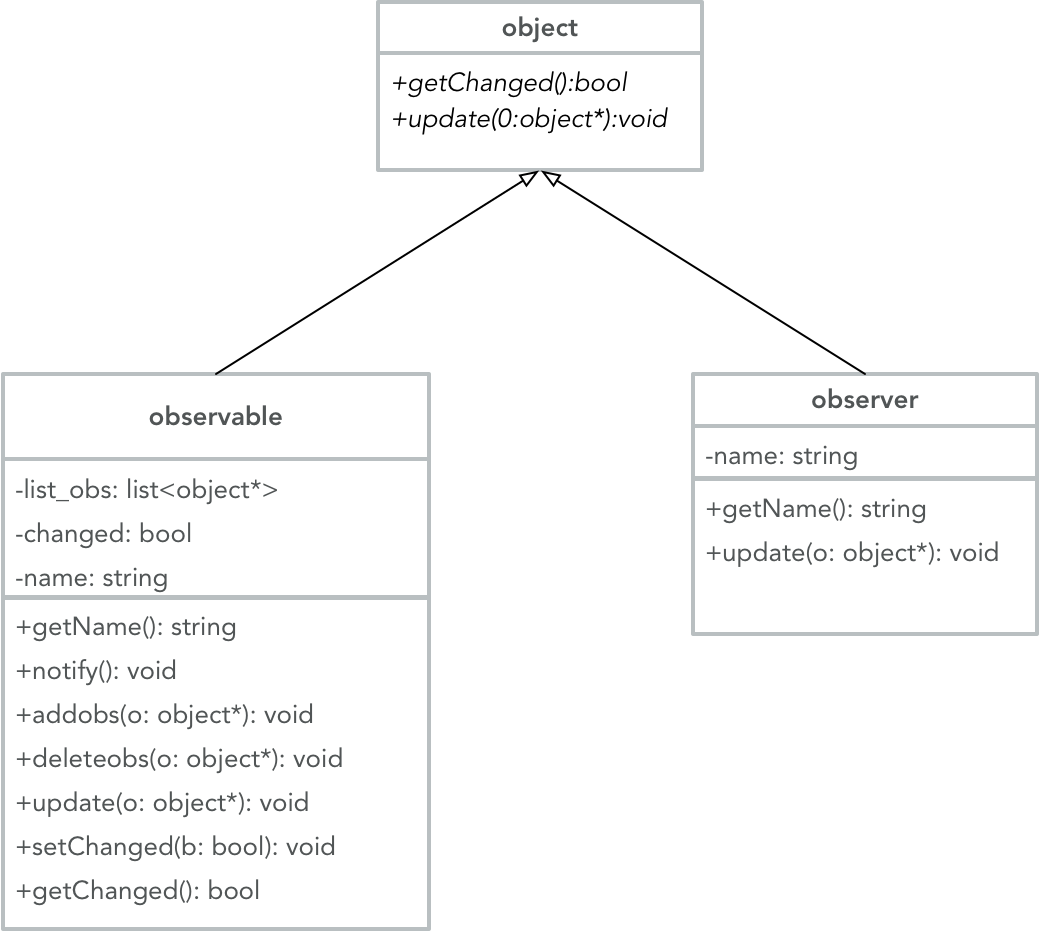 object
+getChanged():bool
+update(0:object*):void
observable
-list_obs: list<object*>
-changed: bool
-name: string
+getName(): string
+notify(): void
+addobs(o: object*): void
+deleteobs(o: object*): void
+update(o: object*): void
+setChanged(b: bool): void
+getChanged(): bool
observer
-name: string
+getName(): string
+update(o: object*): void